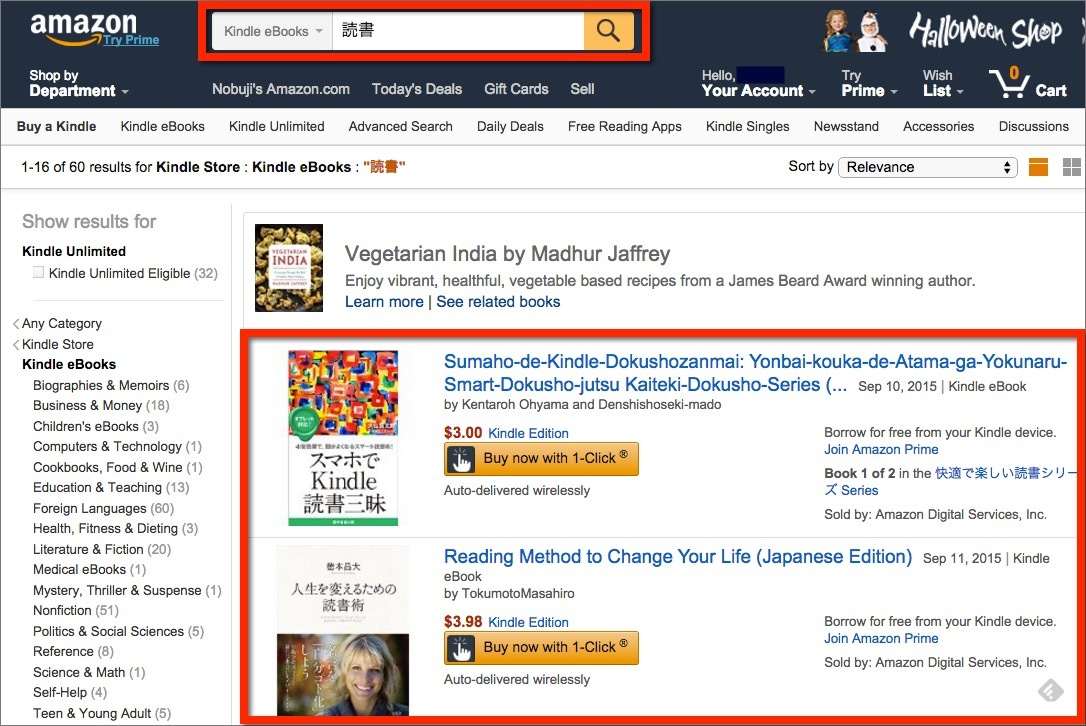 amazon
Try Prime
Kindle eBooks
読書
Halloween Shop
Shop by
Department
Nobuji's Amazon.com Today's Deals Gift Cards Sell
Hello,
Your Account
Try
Prime
Wish
List
0
Cart
Buy a Kindle Kindle eBooks Kindle Unlimited Advanced Search Daily Deals Free Reading Apps Kindle Singles Newsstand Accessories Discussions
1-16 of 60 results for Kindle Store : Kindle eBooks : "読書"
Sort by Relevance
Show results for
Kindle Unlimited
Kindle Unlimited Eligible (32)
Any Category
Kindle Store
Kindle eBooks
Biographies & Memoirs (6)
Business & Money (18)
Children's eBooks (3)
Computers & Technology (1)
Cookbooks, Food & Wine (1)
Education & Teaching (13)
Foreign Languages (60)
Health, Fitness & Dieting (3)
Literature & Fiction (20)
Medical eBooks (1)
Mystery, Thriller & Suspense (1)
Nonfiction (51)
Politics & Social Sciences (5)
Reference (8)
Science & Math (1)
Self-Help (4)
Teen & Young Adult (5)
VEGETARIAN
INDIA
MADHUR JAFFREY
Vegetarian India by Madhur Jaffrey
Enjoy vibrant, healthful, vegetable based recipes from a James Beard Award winning author.
Learn more | See related books
スマホで
Kindle
読書三昧
Sumaho-de-Kindle-Dokushozanmai: Yonbai-kouka-de-Atama-ga-Yokunaru-
Smart-Dokusho-jutsu Kaiteki-Dokusho-Series (... Sep 10, 2015 | Kindle eBook
by Kentaroh Ohyama and Denshishoseki-mado
$3.00 Kindle Edition
Buy now with 1-Click ®
Auto-delivered wirelessly
Borrow for free from your Kindle device.
Join Amazon Prime
Book 1 of 2 in the 快適で楽しい読書シリー
ズ Series
Sold by: Amazon Digital Services, Inc.
徳本昌大
人生を変えるための
読書術
Reading Method to Change Your Life (Japanese Edition) Sep 11, 2015 | Kindle
eBook
by TokumotoMasahiro
$3.98 Kindle Edition
Buy now with 1-Click ®
Auto-delivered wirelessly
Borrow for free from your Kindle device.
Join Amazon Prime
Sold by: Amazon Digital Services, Inc.